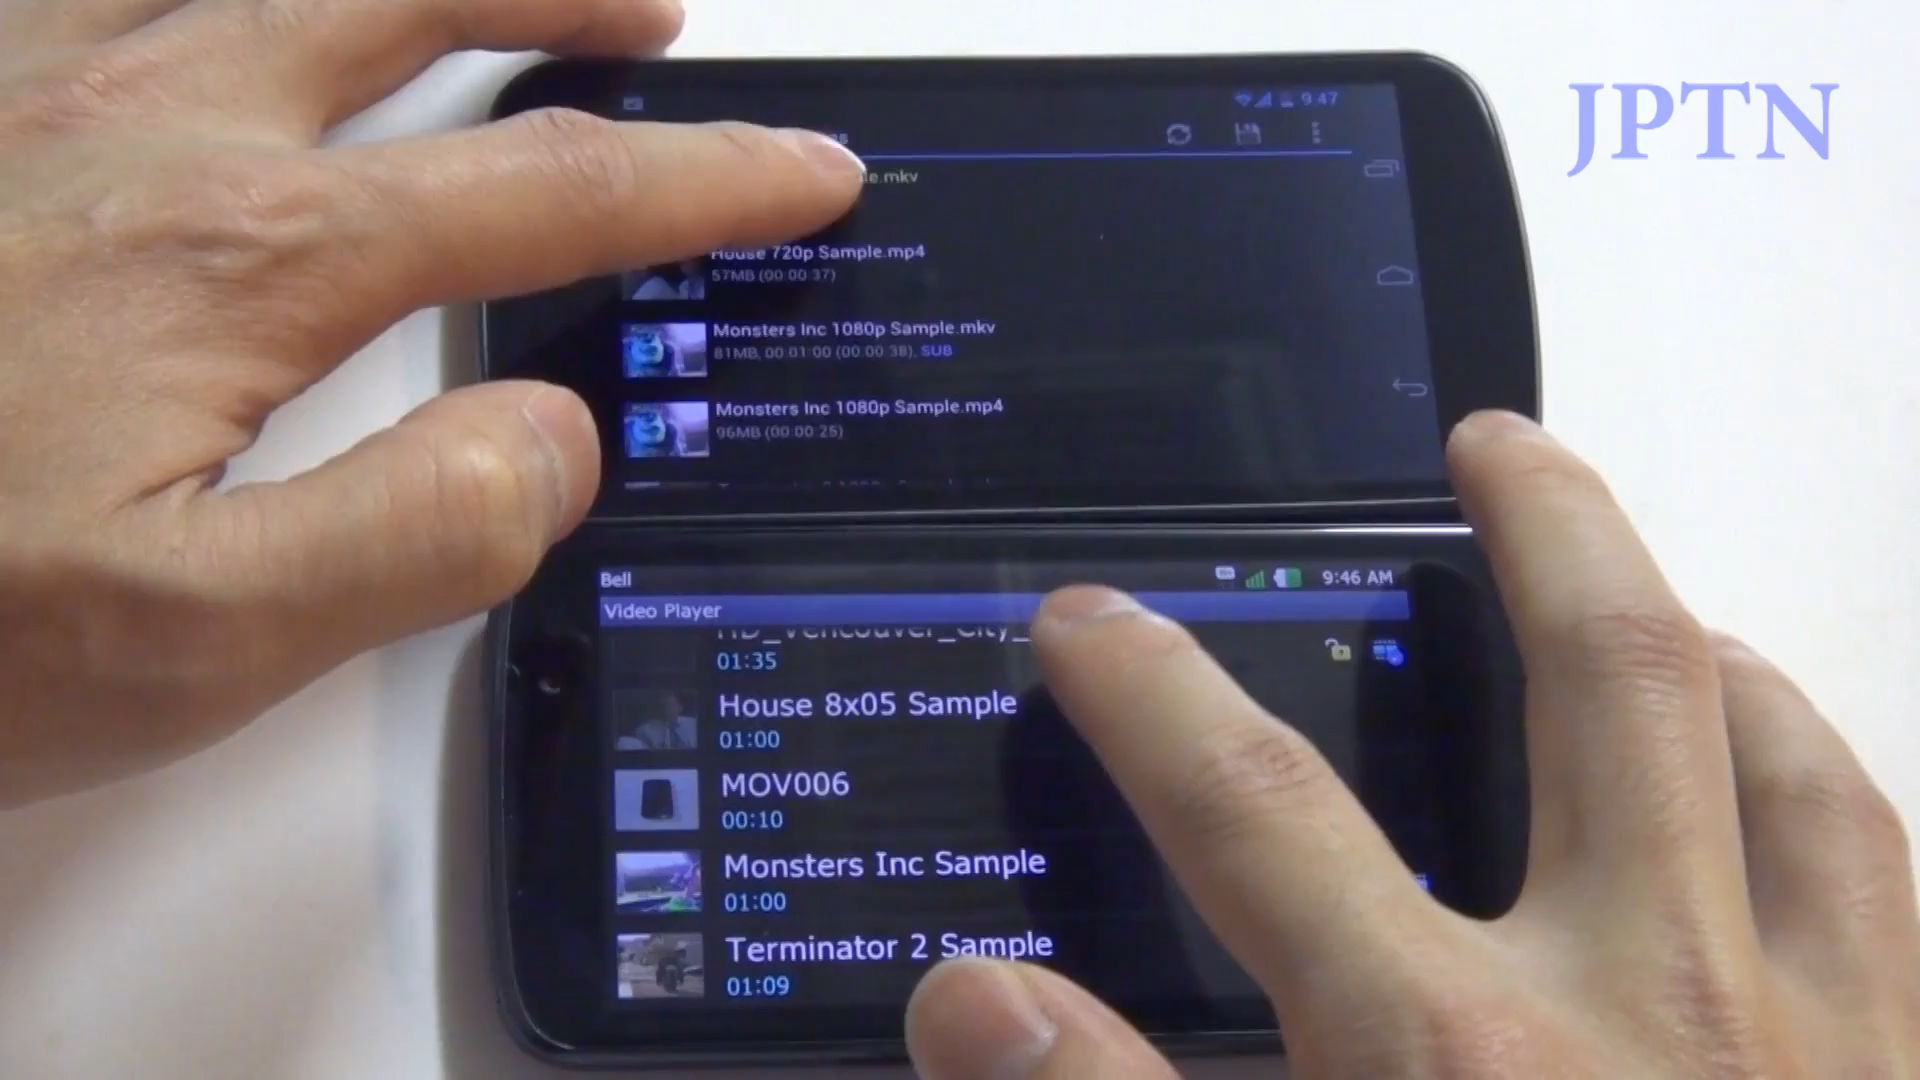 JPTN
9:47
le.mkv
House 720p Sample.mp4
57MB (00:00:37)
Monsters Inc 1080p Sample.mkv
81MB, 00:01:00 (00:00:38), SUB
Monsters Inc 1080p Sample.mp4
96MB (00:00:25)
Bell
9:46 AM
Video Player
HD_Vencouver_City_
01:35
House 8x05 Sample
01:00
MOV006
00:10
Monsters Inc Sample
01:00
Terminator 2 Sample
01:09